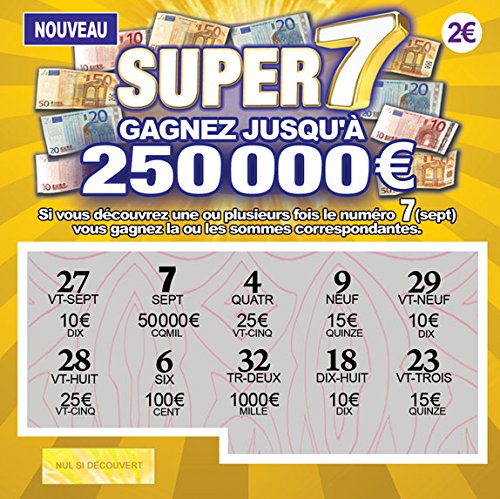 NOUVEAU
2€
SUPER 7
GAGNEZ JUSQU'À
250 000€
Si vous découvrez une ou plusieurs fois le numéro 7 (sept)
vous gagnez la ou les sommes correspondantes.
27 7 4 9 29
VT-SEPT SEPT QUATR NEUF VT-NEUF
10€ 50000€ 25€ 15€ 10€
DIX CQMIL VT-CINQ QUINZE DIX
28 6 32 18 23
VT-HUIT SIX TR-DEUX DIX-HUIT VT-TROIS
25€ 100€ 1000€ 10€ 15€
VT-CINQ CENT MILLE DIX QUINZE
NUL SI DÉCOUVERT